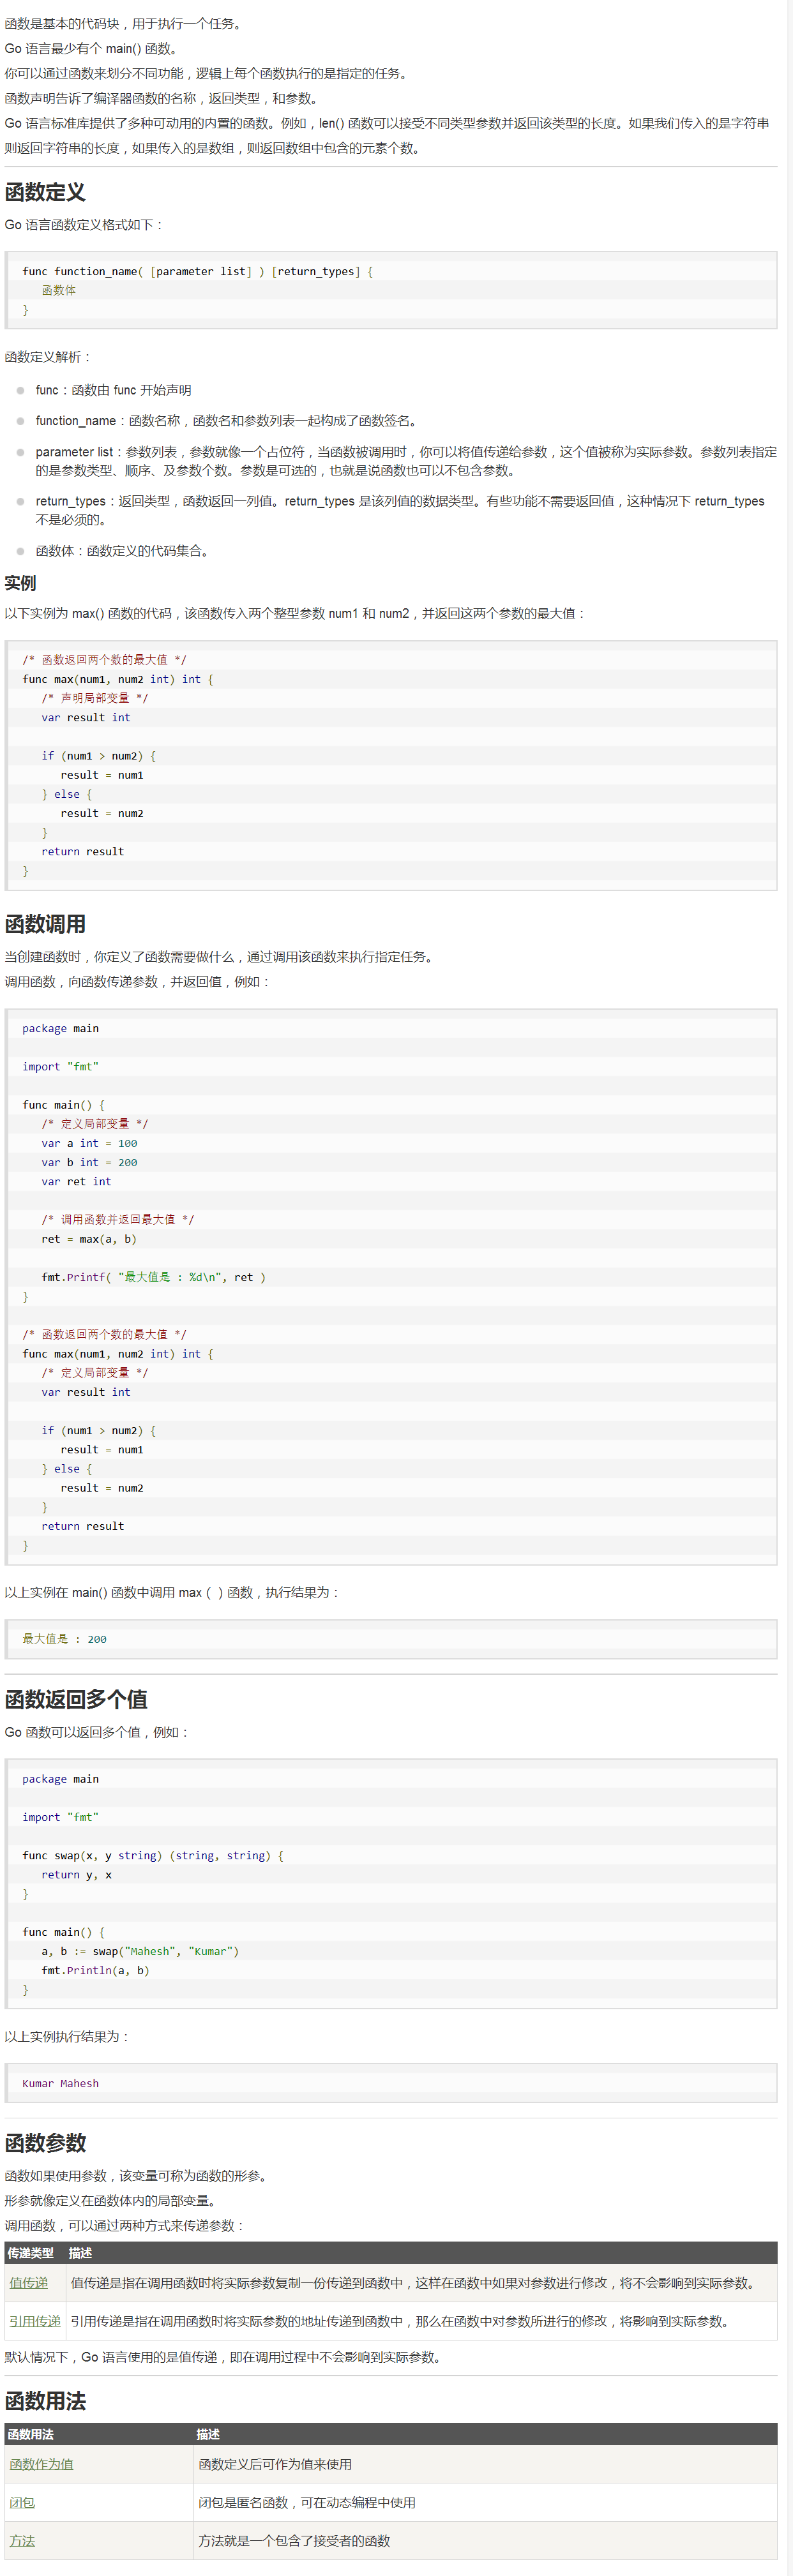 函数是基本的代码块，用于执行一个任务。
Go 语言最少有个 main() 函数。
你可以通过函数来划分不同功能，逻辑上每个函数执行的是指定的任务。
函数声明告诉了编译器函数的名称，返回类型，和参数。
Go 语言标准库提供了多种可动用的内置的函数。例如，len() 函数可以接受不同类型参数并返回该类型的长度。如果我们传入的是字符串
则返回字符串的长度，如果传入的是数组，则返回数组中包含的元素个数。
函数定义
Go 语言函数定义格式如下：
func function_name( [parameter list] ) [return_types] {
   函数体
}
函数定义解析：
func：函数由 func 开始声明
function_name：函数名称，函数名和参数列表一起构成了函数签名。
parameter list：参数列表，参数就像一个占位符，当函数被调用时，你可以将值传递给参数，这个值被称为实际参数。参数列表指定
的是参数类型、顺序、及参数个数。参数是可选的，也就是说函数也可以不包含参数。
return_types：返回类型，函数返回一列值。return_types 是该列值的数据类型。有些功能不需要返回值，这种情况下 return_types
不是必须的。
函数体：函数定义的代码集合。
实例
以下实例为 max() 函数的代码，该函数传入两个整型参数 num1 和 num2，并返回这两个参数的最大值：
/* 函数返回两个数的最大值 */
func max(num1, num2 int) int {
   /* 声明局部变量 */
   var result int
   if (num1 > num2) {
      result = num1
   } else {
      result = num2
   }
   return result
}
函数调用
当创建函数时，你定义了函数需要做什么，通过调用该函数来执行指定任务。
调用函数，向函数传递参数，并返回值，例如：
package main
import "fmt"
func main() {
   /* 定义局部变量 */
   var a int = 100
   var b int = 200
   var ret int
   /* 调用函数并返回最大值 */
   ret = max(a, b)
   fmt.Printf( "最大值是 : %d\n", ret )
}
/* 函数返回两个数的最大值 */
func max(num1, num2 int) int {
   /* 定义局部变量 */
   var result int
   if (num1 > num2) {
      result = num1
   } else {
      result = num2
   }
   return result
}
以上实例在 main() 函数中调用 max（）函数，执行结果为：
最大值是 : 200
函数返回多个值
Go 函数可以返回多个值，例如：
package main
import "fmt"
func swap(x, y string) (string, string) {
   return y, x
}
func main() {
   a, b := swap("Mahesh", "Kumar")
   fmt.Println(a, b)
}
以上实例执行结果为：
Kumar Mahesh
函数参数
函数如果使用参数，该变量可称为函数的形参。
形参就像定义在函数体内的局部变量。
调用函数，可以通过两种方式来传递参数：
传递类型 描述
值传递 值传递是指在调用函数时将实际参数复制一份传递到函数中，这样在函数中如果对参数进行修改，将不会影响到实际参数。
引用传递 引用传递是指在调用函数时将实际参数的地址传递到函数中，那么在函数中对参数所进行的修改，将影响到实际参数。
默认情况下，Go 语言使用的是值传递，即在调用过程中不会影响到实际参数。
函数用法
函数用法 描述
函数作为值 函数定义后可作为值来使用
闭包 闭包是匿名函数，可在动态编程中使用
方法 方法就是一个包含了接受者的函数